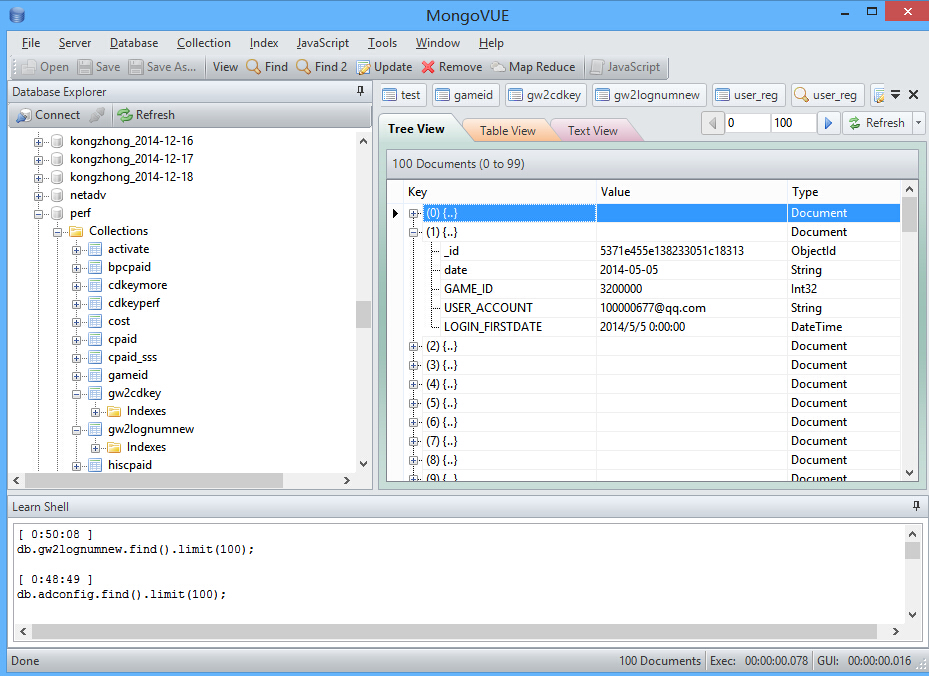 MongoVUE
File Server Database Collection Index JavaScript Tools Window Help
Open Save Save As... View Find Find 2 Update Remove Map Reduce JavaScript
Database Explorer
Connect Refresh
kongzhong_2014-12-16
kongzhong_2014-12-17
kongzhong_2014-12-18
netadv
perf
Collections
activate
bpcpaid
cdkeymore
cdkeyperf
cost
cpaid
cpaid_sss
gameid
gw2cdkey
Indexes
gw2lognumnew
Indexes
hiscpaid
test gameid gw2cdkey gw2lognumnew user_reg user_reg
Tree View Table View Text View 0 100 Refresh
100 Documents (0 to 99)
Key Value Type
(0) {..} Document
(1) {..} Document
_id 5371e455e138233051c18313 ObjectId
date 2014-05-05 String
GAME_ID 3200000 Int32
USER_ACCOUNT 100000677@qq.com String
LOGIN_FIRSTDATE 2014/5/5 0:00:00 DateTime
(2) {..} Document
(3) {..} Document
(4) {..} Document
(5) {..} Document
(6) {..} Document
(7) {..} Document
(8) {..} Document
(9) {..} Document
Learn Shell
[ 0:50:08 ]
db.gw2lognumnew.find().limit(100);
[ 0:48:49 ]
db.adconfig.find().limit(100);
Done 100 Documents Exec: 00:00:00.078 GUI: 00:00:00.016